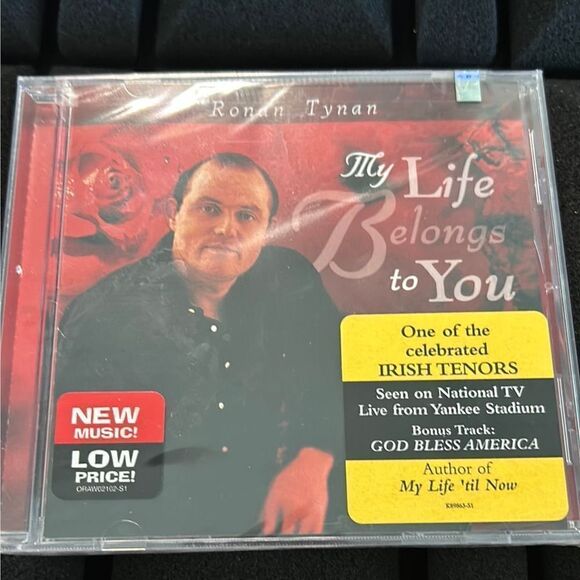 Ronan Tynan
My Life
Belongs
to You
One of the
celebrated
IRISH TENORS
Seen on National TV
Live from Yankee Stadium
Bonus Track:
GOD BLESS AMERICA
Author of
My Life 'til Now
K89863-S1
NEW
MUSIC!
LOW
PRICE!
ORAW02102-S1